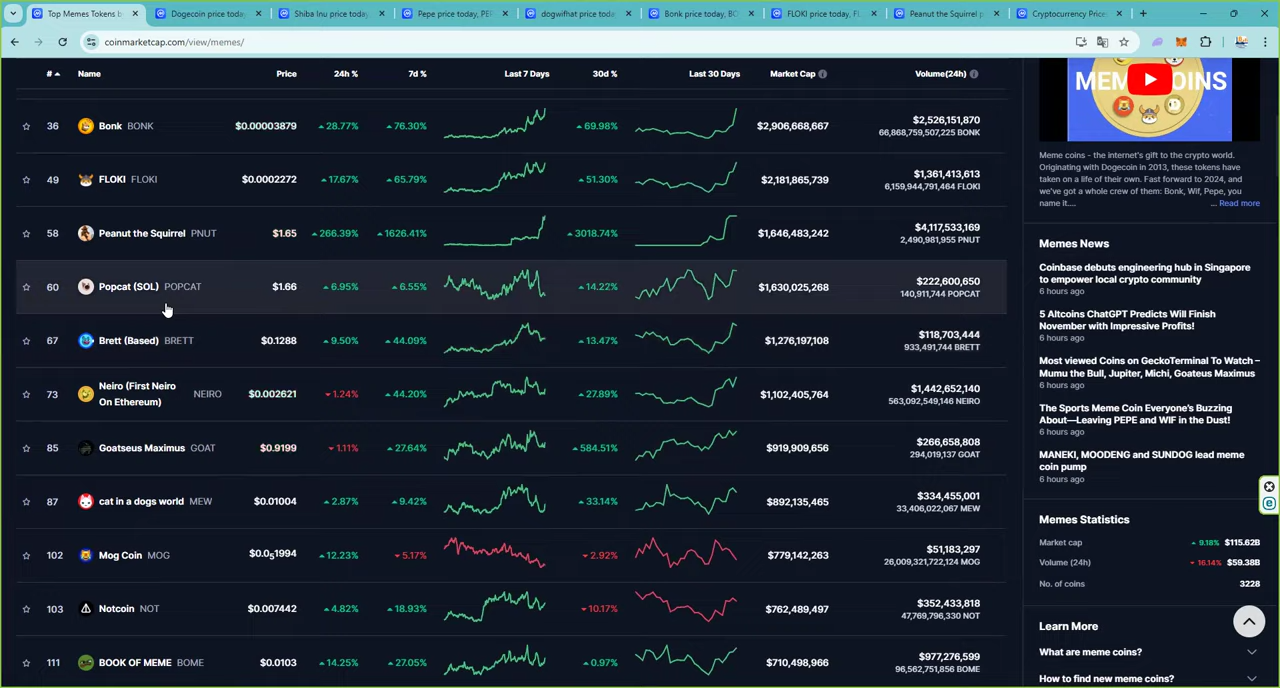 Top Memes Tokens b
Dogecoin price today
Shiba Inu price today
Pepe price today, PEP
dogwifhat price toda
Bonk price today, BO
FLOKI price today, FL
Peanut the Squirrel p
Cryptocurrency Price
coinmarketcap.com/view/memes/
# Name Price 24h % 7d % Last 7 Days 30d % Last 30 Days Market Cap Volume(24h)
36 Bonk BONK $0.00003879 28.77% 76.30% 69.98% $2,906,668,667 $2,526,151,870
66,868,759,507,225 BONK
49 FLOKI FLOKI $0.0002272 17.67% 65.79% 51.30% $2,181,865,739 $1,361,413,613
6,159,944,791,464 FLOKI
58 Peanut the Squirrel PNUT $1.65 266.39% 1626.41% 3018.74% $1,646,483,242 $4,117,533,169
2,490,981,955 PNUT
60 Popcat (SOL) POPCAT $1.66 6.95% 6.55% 14.22% $1,630,025,268 $222,600,650
140,911,744 POPCAT
67 Brett (Based) BRETT $0.1288 9.50% 44.09% 13.47% $1,276,197,108 $118,703,444
933,491,744 BRETT
73 Neiro (First Neiro On Ethereum) NEIRO $0.002621 1.24% 44.20% 27.89% $1,102,405,764 $1,442,652,140
563,092,549,146 NEIRO
85 Goatseus Maximus GOAT $0.9199 1.11% 27.64% 584.51% $919,909,656 $266,658,808
294,019,137 GOAT
87 cat in a dogs world MEW $0.01004 2.87% 9.42% 33.14% $892,135,465 $334,455,001
33,406,022,067 MEW
102 Mog Coin MOG $0.0₅1994 12.23% 5.17% 2.92% $779,142,263 $51,183,297
26,009,321,722,124 MOG
103 Notcoin NOT $0.007442 4.82% 18.93% 10.17% $762,489,497 $352,433,818
47,769,796,330 NOT
111 BOOK OF MEME BOME $0.0103 14.25% 27.05% 0.97% $710,498,966 $977,276,599
96,562,751,856 BOME
Meme coins - the internet's gift to the crypto world.
Originating with Dogecoin in 2013, these tokens have
taken on a life of their own. Fast forward to 2024, and
we've got a whole crew of them: Bonk, Wif, Pepe, you
name it.... ... Read more
Memes News
Coinbase debuts engineering hub in Singapore
to empower local crypto community
6 hours ago
5 Altcoins ChatGPT Predicts Will Finish
November with Impressive Profits!
6 hours ago
Most viewed Coins on GeckoTerminal To Watch –
Mumu the Bull, Jupiter, Michi, Goateus Maximus
6 hours ago
The Sports Meme Coin Everyone's Buzzing
About—Leaving PEPE and WIF in the Dust!
6 hours ago
MANEKI, MOODENG and SUNDOG lead meme
coin pump
6 hours ago
Memes Statistics
Market cap 9.18% $115.62B
Volume (24h) 16.14% $59.38B
No. of coins 3228
Learn More
What are meme coins?
How to find new meme coins?